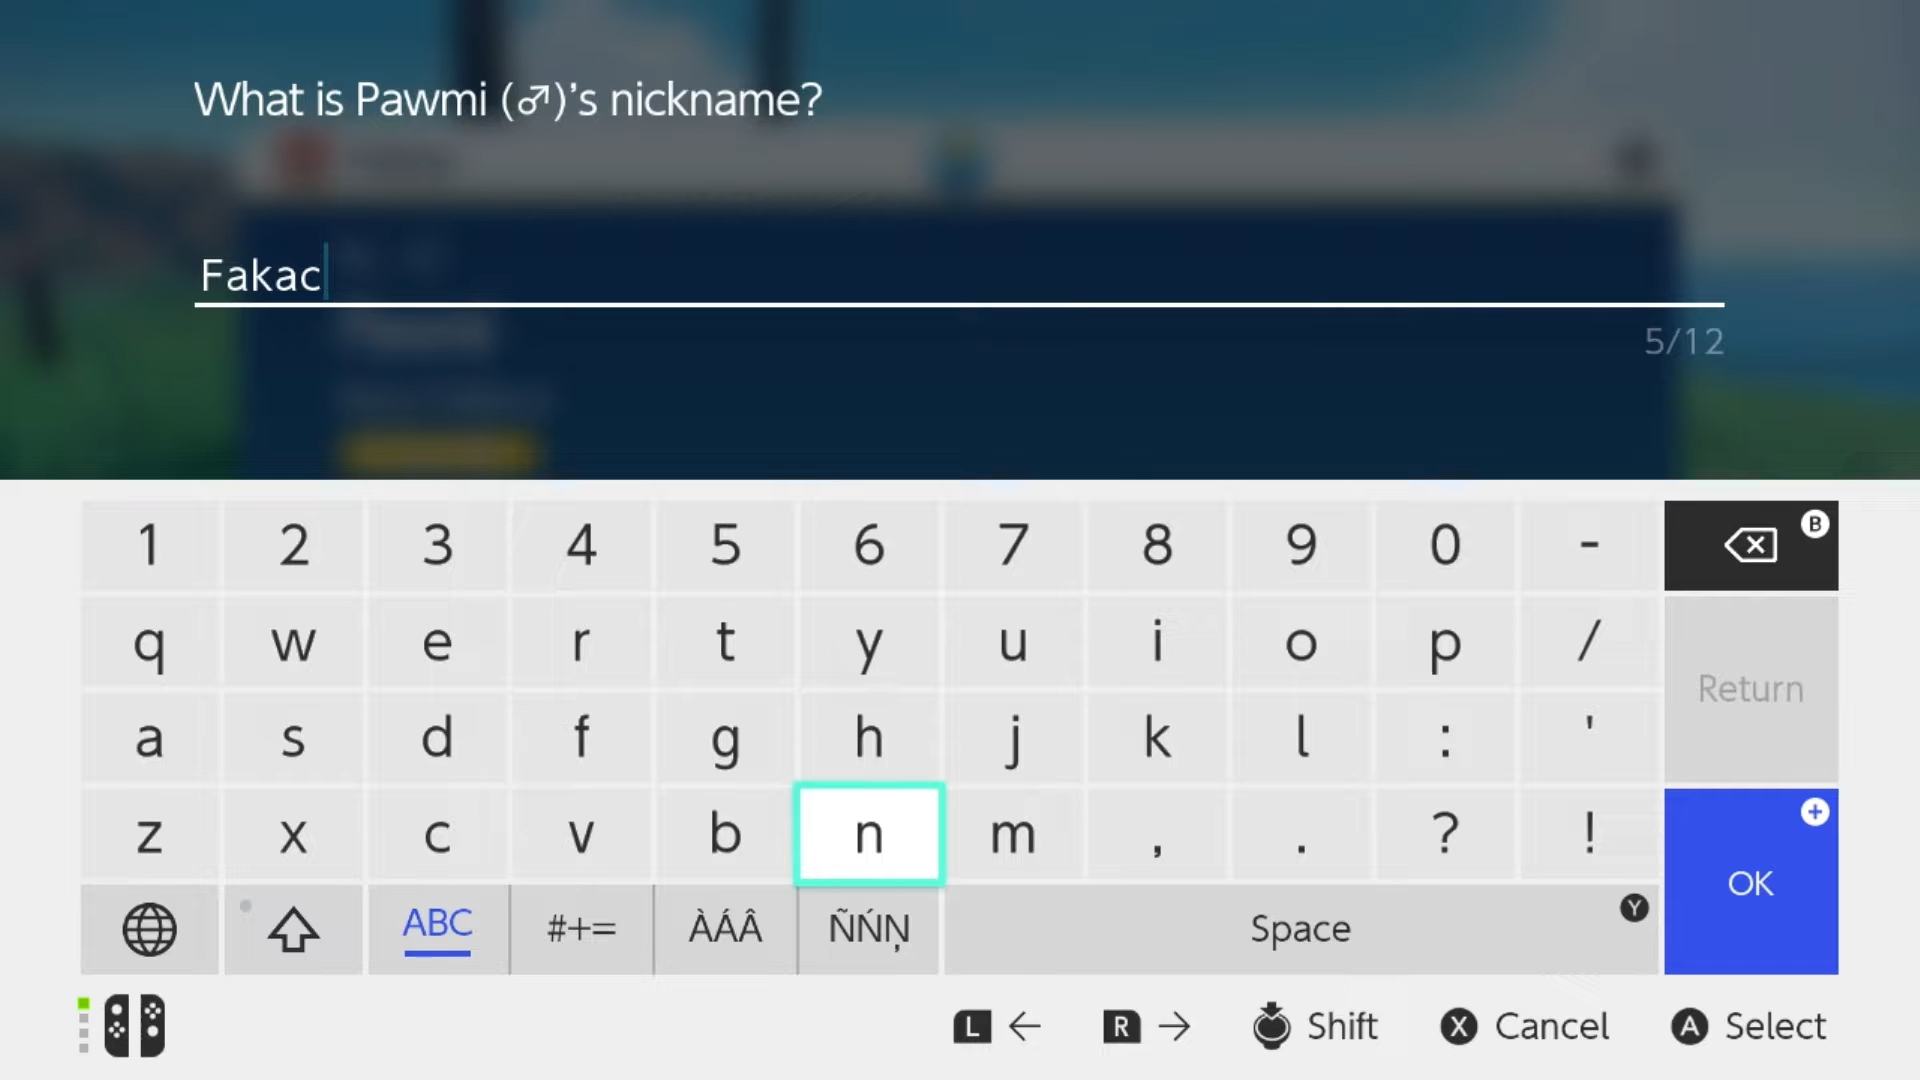 What is Pawmi (♂)'s nickname?
Fakac
5/12
1 2 3 4 5 6 7 8 9 0 - B
q w e r t y u i o p / Return
a s d f g h j k l : '
z x c v b n m , . ? ! + OK
ABC #+= ÀÁÂ ÑŃŅ Space Y
L ← R → Shift X Cancel A Select